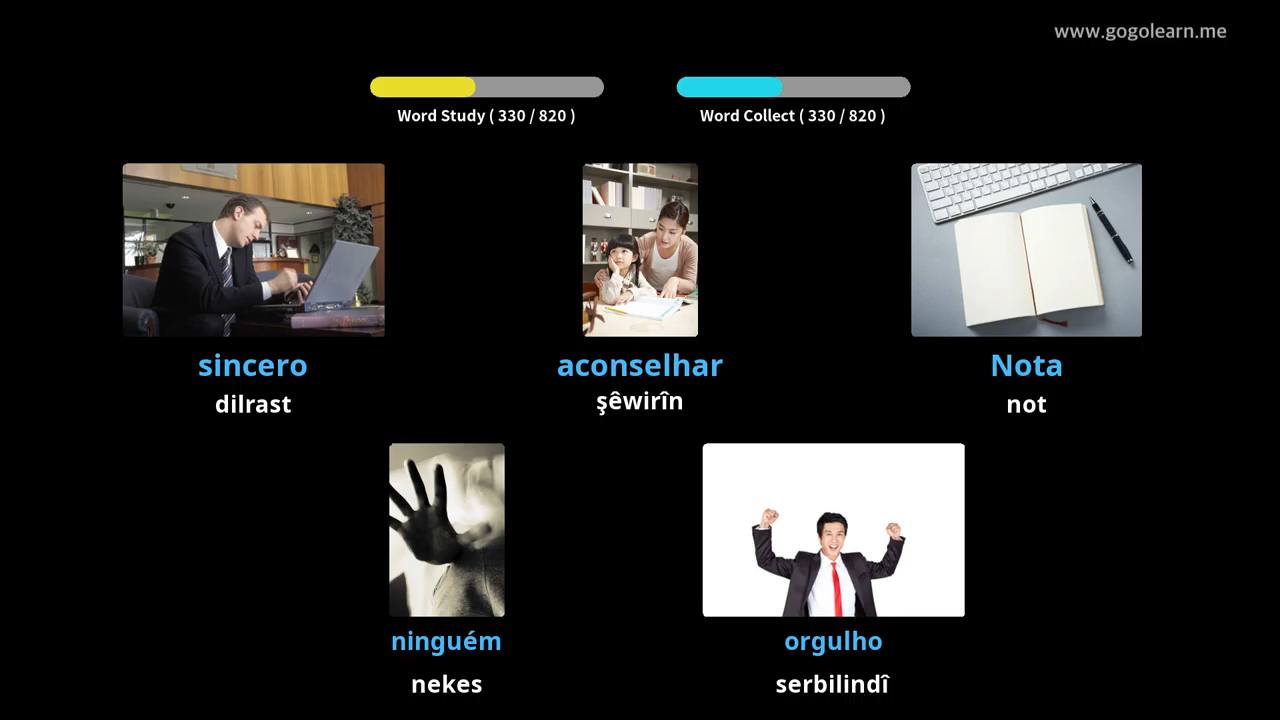 www.gogolearn.me
Word Study ( 330 / 820 )
Word Collect ( 330 / 820 )
sincero
dilrast
aconselhar
şêwirîn
Nota
not
ninguém
nekes
orgulho
serbilindî